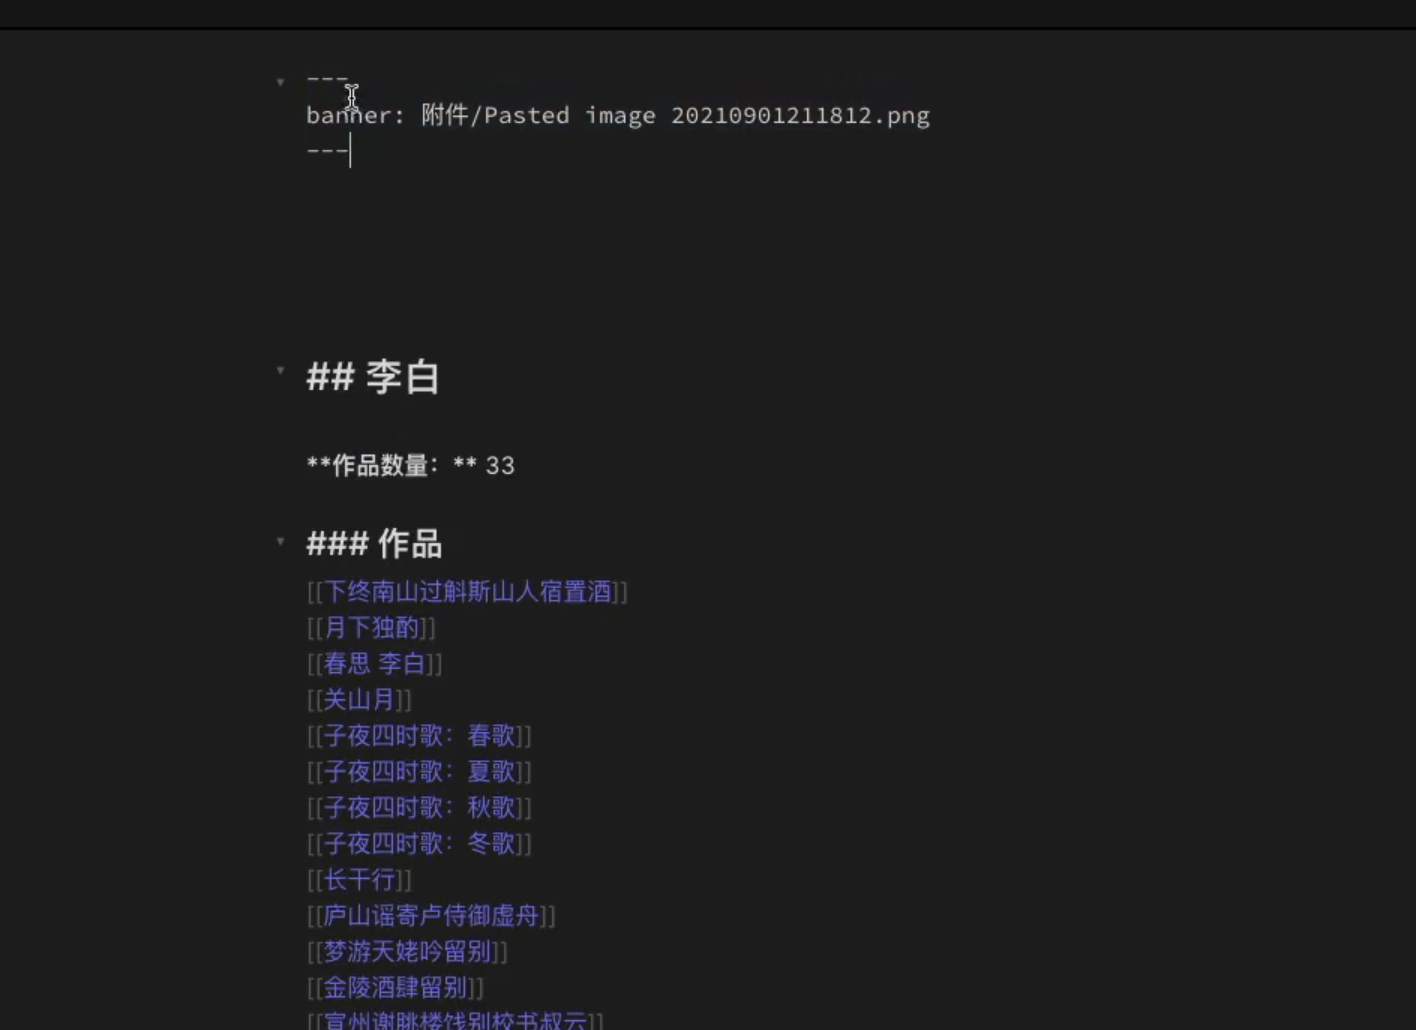 ---
banner: 附件/Pasted image 20210901211812.png
---
## 李白
**作品数量：** 33
### 作品
[[下终南山过斛斯山人宿置酒]]
[[月下独酌]]
[[春思 李白]]
[[关山月]]
[[子夜四时歌：春歌]]
[[子夜四时歌：夏歌]]
[[子夜四时歌：秋歌]]
[[子夜四时歌：冬歌]]
[[长干行]]
[[庐山谣寄卢侍御虚舟]]
[[梦游天姥吟留别]]
[[金陵酒肆留别]]
[[宣州谢朓楼饯别校书叔云]]